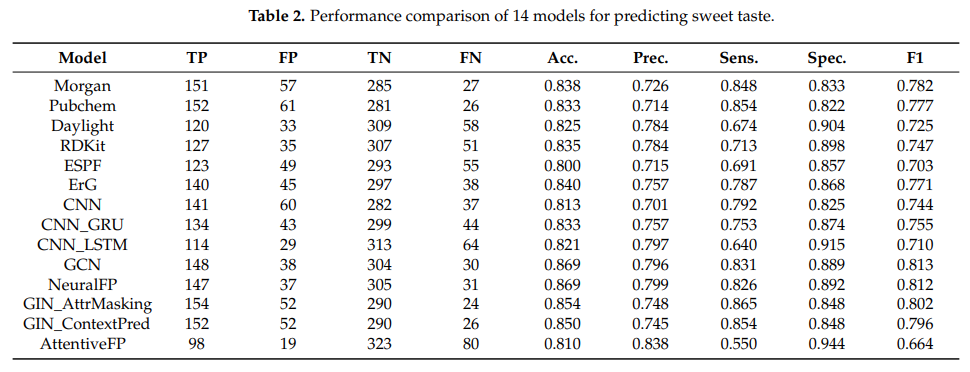 Table 2. Performance comparison of 14 models for predicting sweet taste.
Model TP FP TN FN Acc. Prec. Sens. Spec. F1
Morgan 151 57 285 27 0.838 0.726 0.848 0.833 0.782
Pubchem 152 61 281 26 0.833 0.714 0.854 0.822 0.777
Daylight 120 33 309 58 0.825 0.784 0.674 0.904 0.725
RDKit 127 35 307 51 0.835 0.784 0.713 0.898 0.747
ESPF 123 49 293 55 0.800 0.715 0.691 0.857 0.703
ErG 140 45 297 38 0.840 0.757 0.787 0.868 0.771
CNN 141 60 282 37 0.813 0.701 0.792 0.825 0.744
CNN_GRU 134 43 299 44 0.833 0.757 0.753 0.874 0.755
CNN_LSTM 114 29 313 64 0.821 0.797 0.640 0.915 0.710
GCN 148 38 304 30 0.869 0.796 0.831 0.889 0.813
NeuralFP 147 37 305 31 0.869 0.799 0.826 0.892 0.812
GIN_AttrMasking 154 52 290 24 0.854 0.748 0.865 0.848 0.802
GIN_ContextPred 152 52 290 26 0.850 0.745 0.854 0.848 0.796
AttentiveFP 98 19 323 80 0.810 0.838 0.550 0.944 0.664